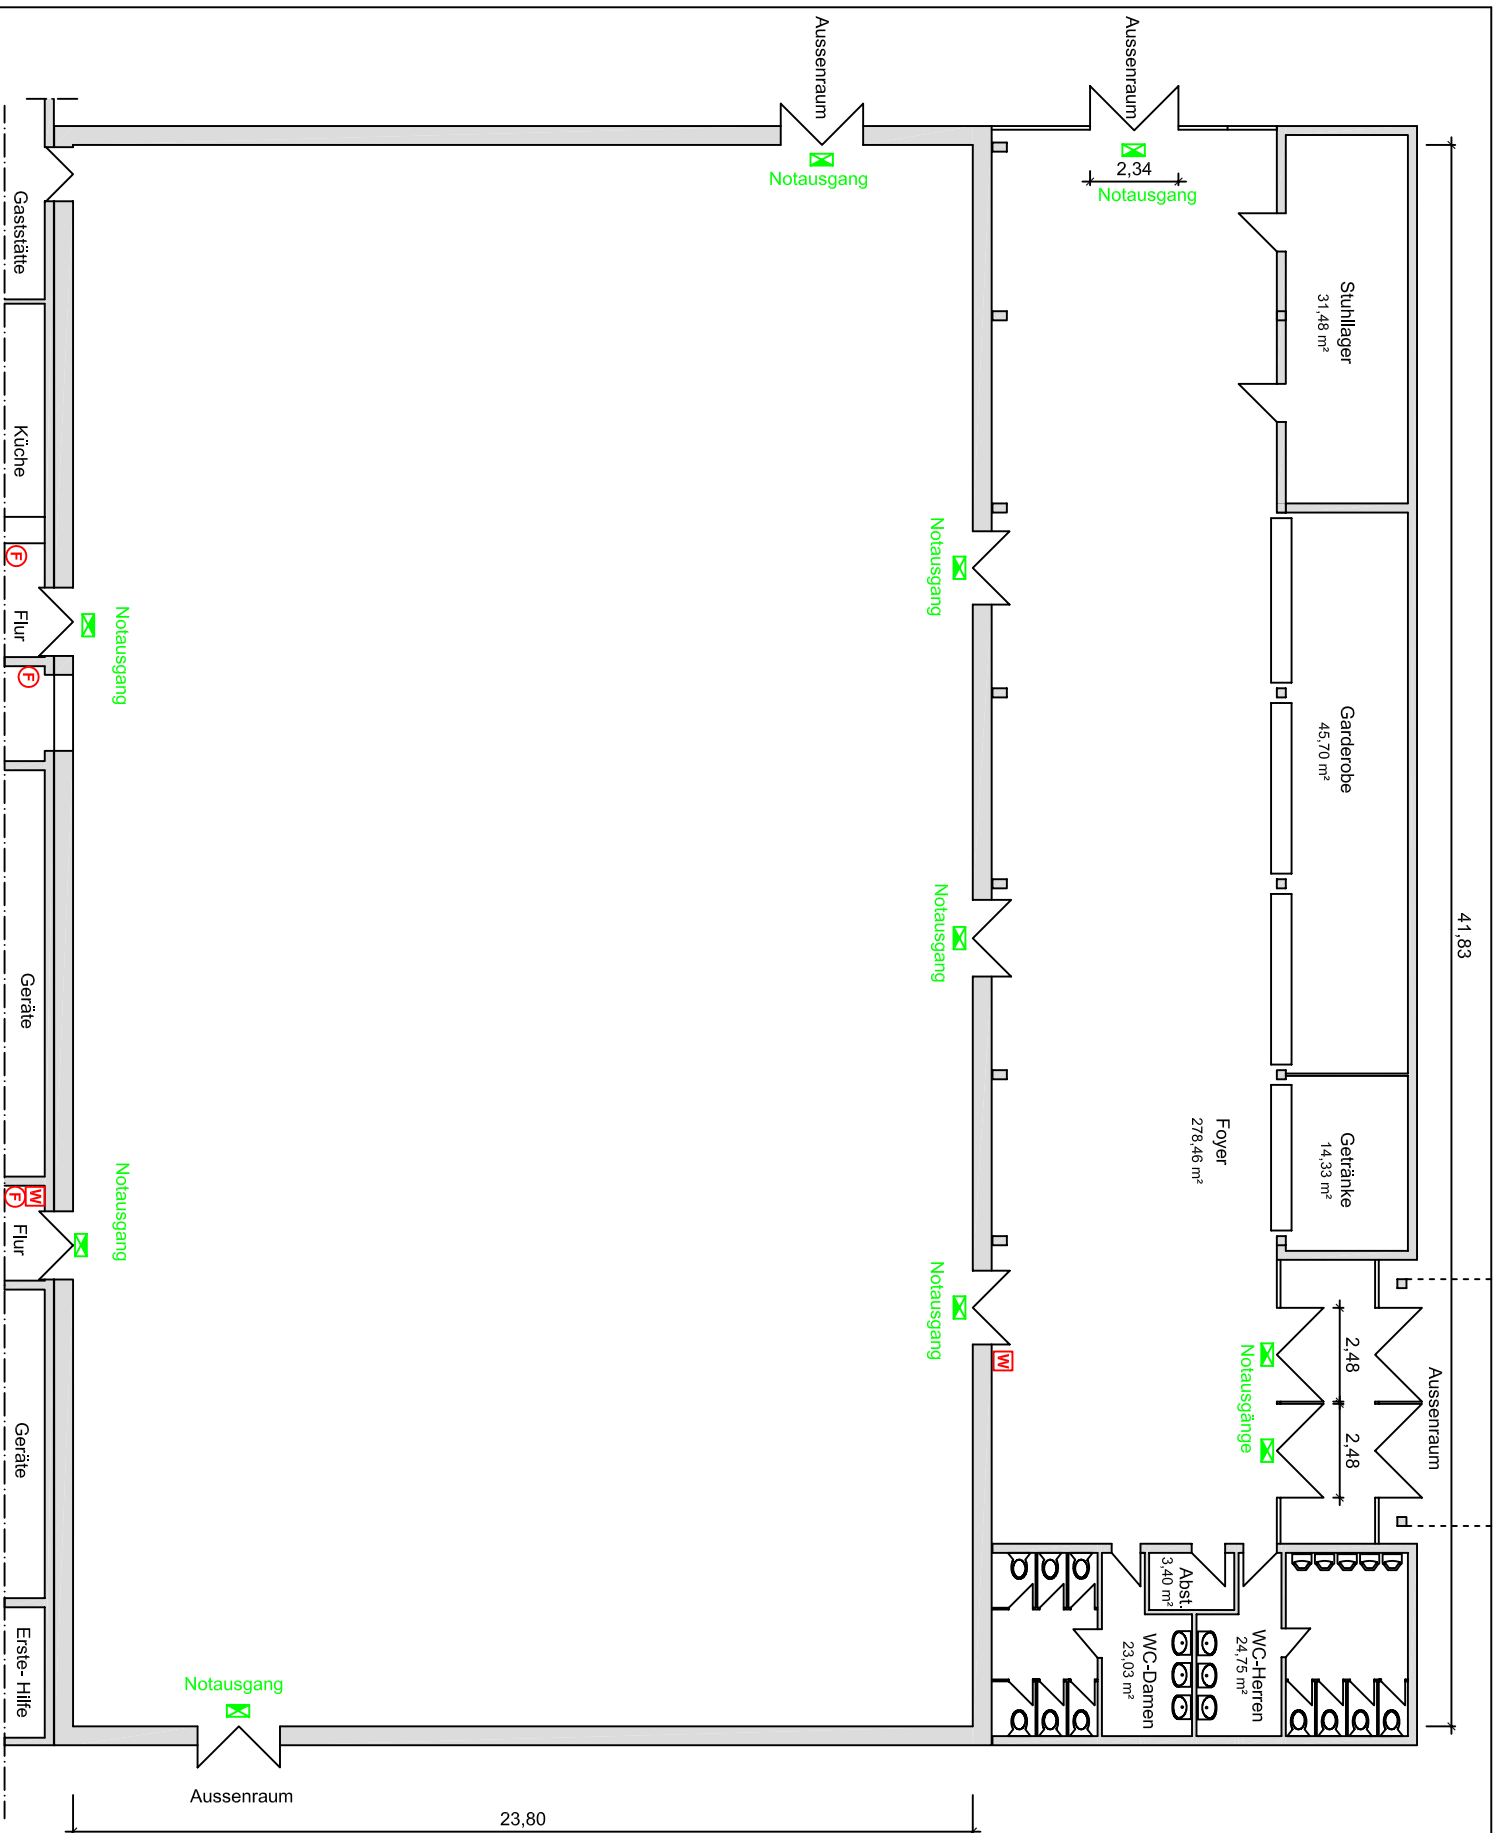 Aussenraum
Aussenraum
Notausgang
2,34
Notausgang
Stuhllager
31,48 m²
Gaststätte
Küche
F
Flur
F
Notausgang
Notausgang
Garderobe
45,70 m²
41,83
Notausgang
Geräte
Foyer
278,46 m²
Getränke
14,33 m²
Notausgang
W
F
Flur
Notausgang
W
Notausgänge
2,48
2,48
Aussenraum
Geräte
Erste- Hilfe
Abst.
3,40 m²
WC-Damen
23,03 m²
WC-Herren
24,75 m²
Notausgang
Aussenraum
23,80